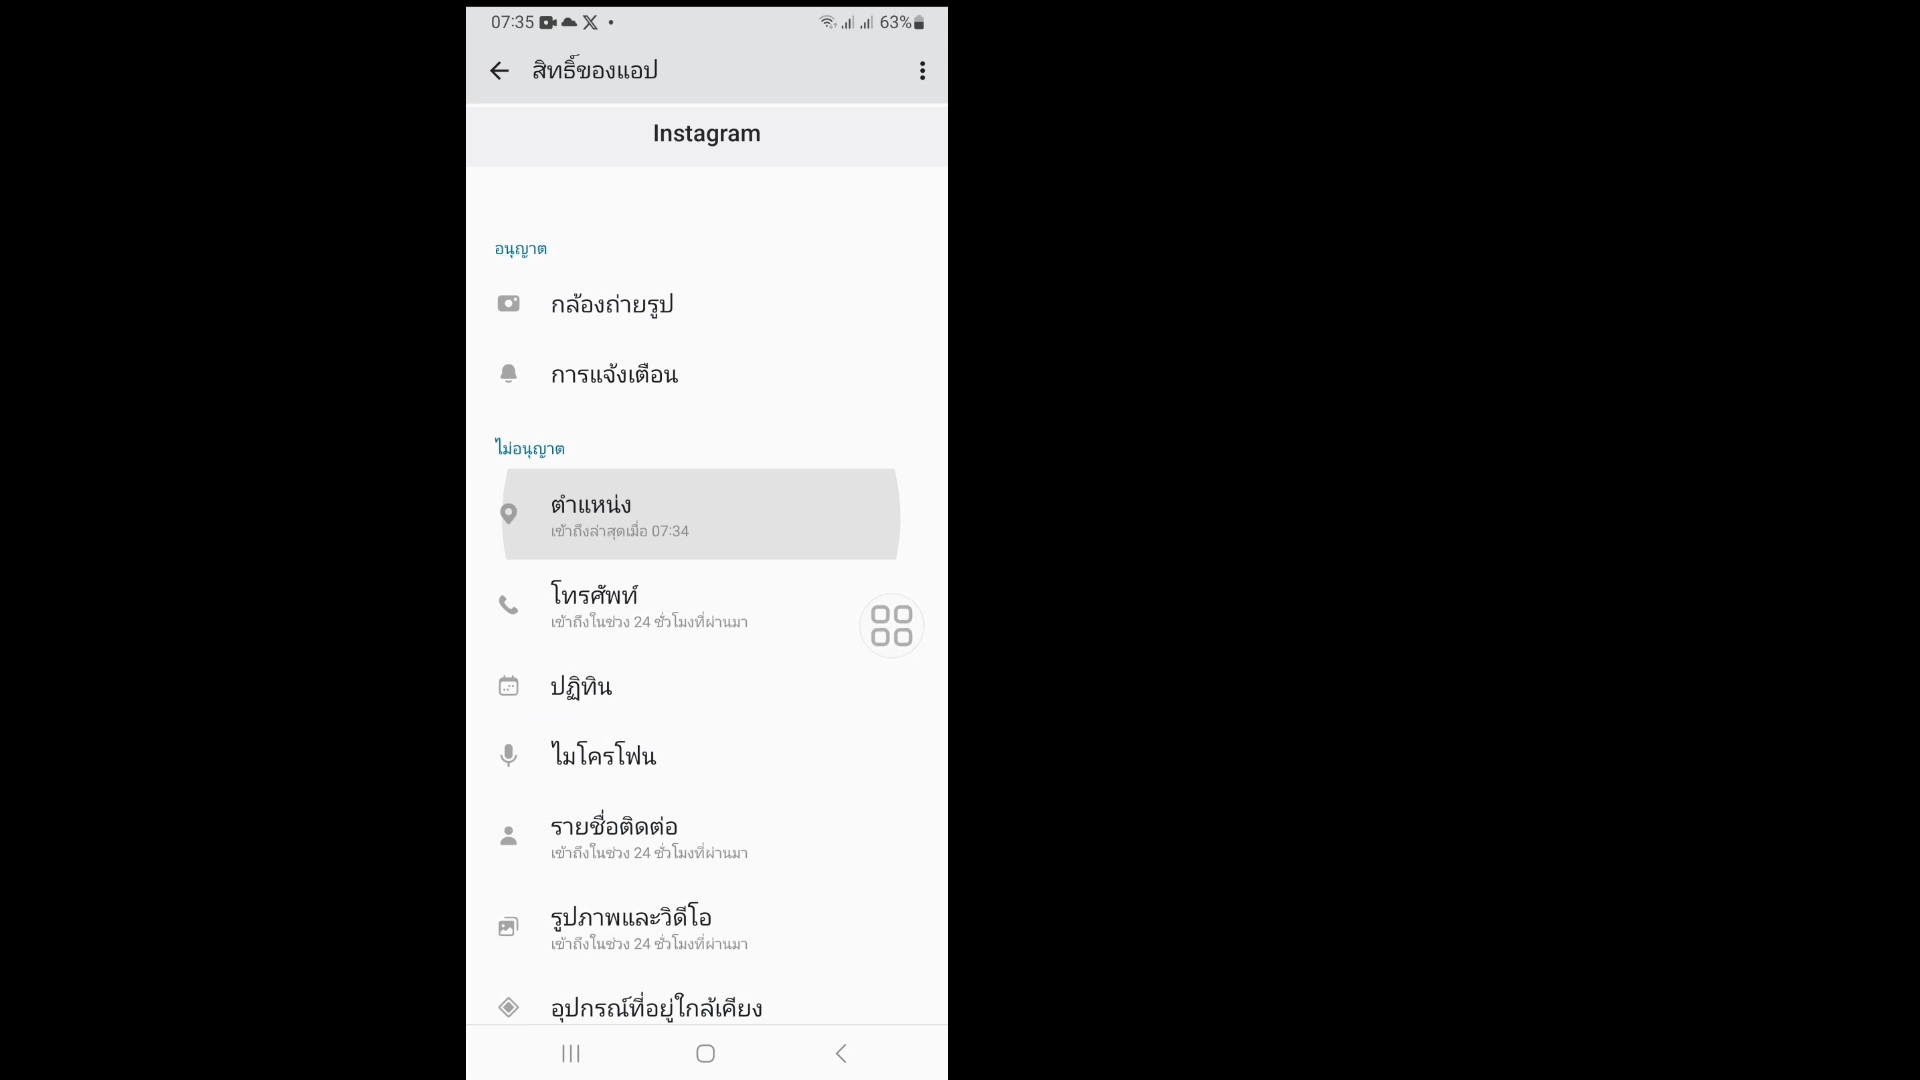 07:35 63%
สิทธิ์ของแอป
Instagram
อนุญาต
กล้องถ่ายรูป
การแจ้งเตือน
ไม่อนุญาต
ตำแหน่ง
เข้าถึงล่าสุดเมื่อ 07:34
โทรศัพท์
เข้าถึงในช่วง 24 ชั่วโมงที่ผ่านมา
ปฏิทิน
ไมโครโฟน
รายชื่อติดต่อ
เข้าถึงในช่วง 24 ชั่วโมงที่ผ่านมา
รูปภาพและวิดีโอ
เข้าถึงในช่วง 24 ชั่วโมงที่ผ่านมา
อุปกรณ์ที่อยู่ใกล้เคียง